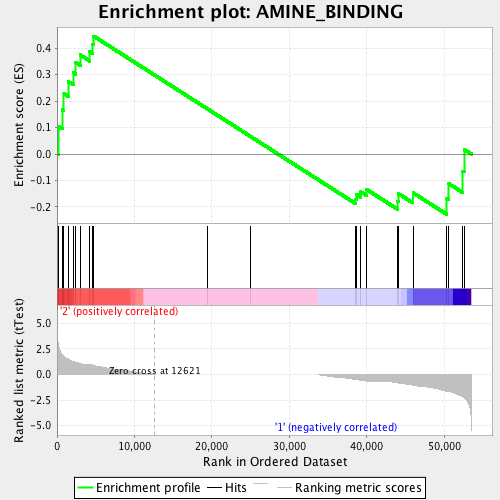 Enrichment plot: AMINE_BINDING
Enrichment score (ES)
0.4
0.3
0.2
0.1
0.0
-0.1
-0.2
'2' (positively correlated)
Ranked list metric (tTest)
5.0
2.5
0.0
-2.5
-5.0
Zero cross at 12621
'1' (negatively correlated)
0 10,000 20,000 30,000 40,000 50,000
Rank in Ordered Dataset
Enrichment profile Hits Ranking metric scores